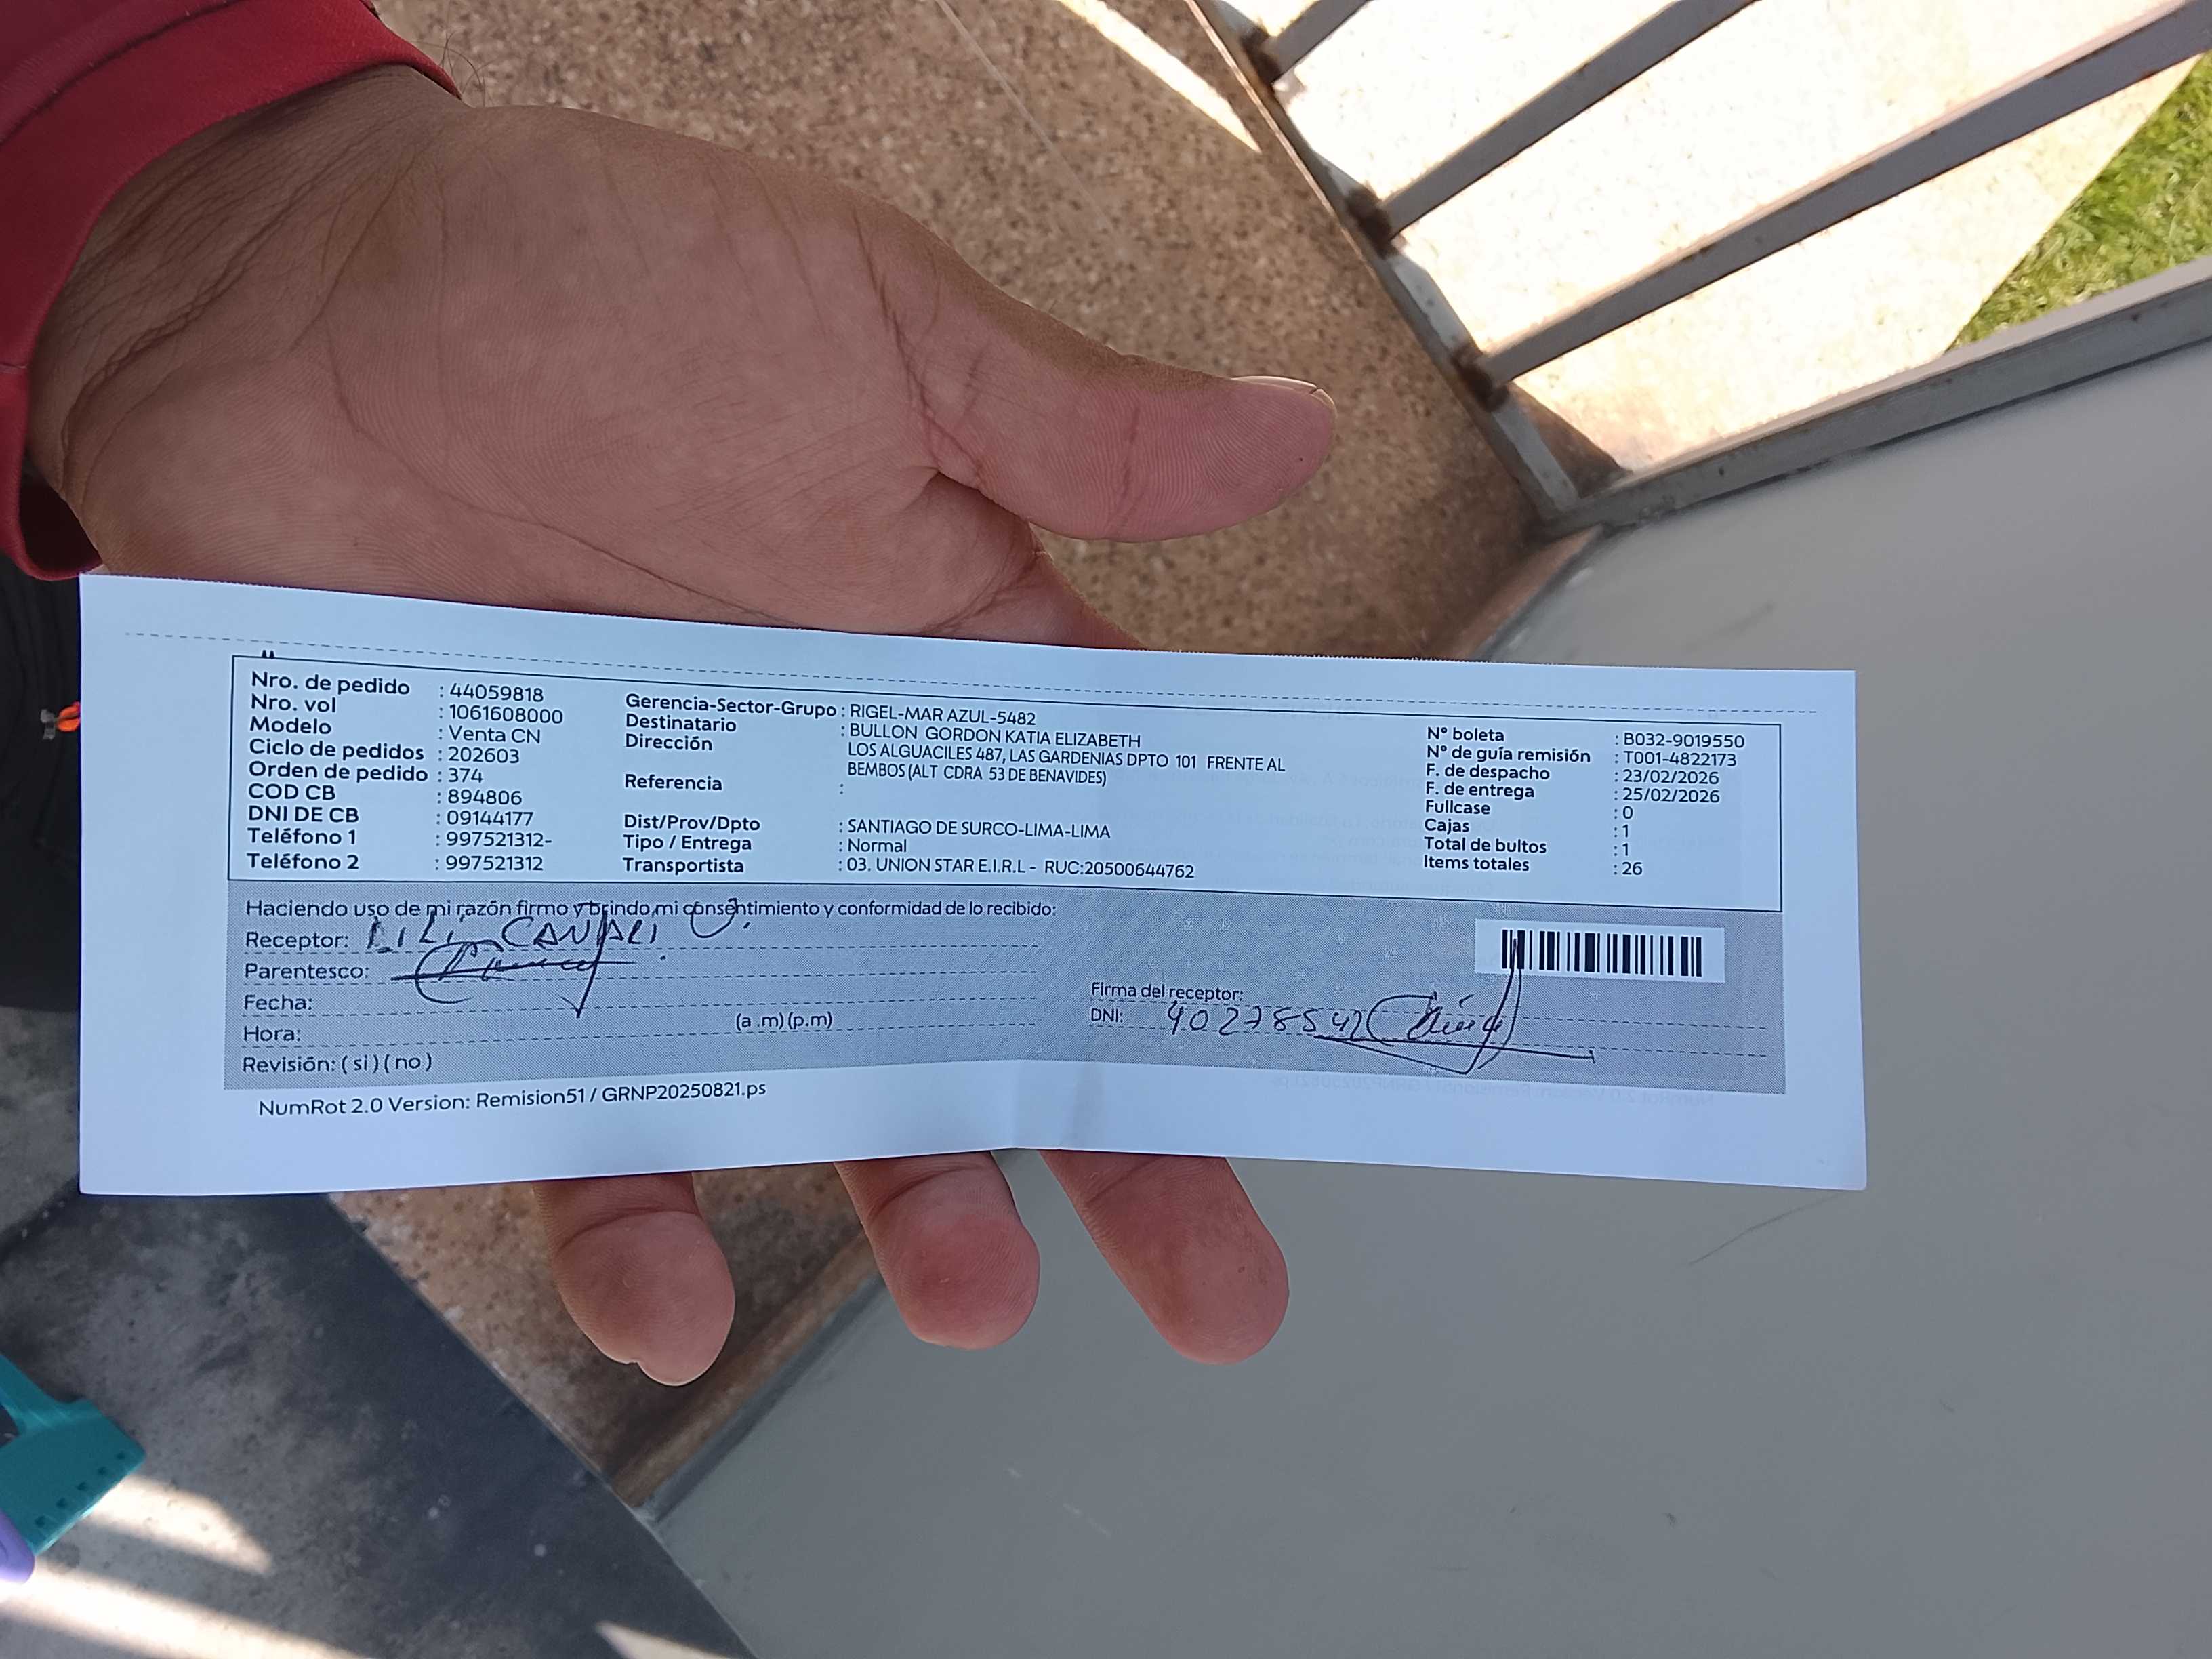 Nro. de pedido : 44059818
Nro. vol : 1061608000
Modelo : Venta CN
Ciclo de pedidos : 202603
Orden de pedido : 374
COD CB : 894806
DNI DE CB : 09144177
Teléfono 1 : 997521312-
Teléfono 2 : 997521312
Gerencia-Sector-Grupo : RIGEL-MAR AZUL-5482
Destinatario : BULLON GORDON KATIA ELIZABETH
Dirección LOS ALGUACILES 487, LAS GARDENIAS DPTO 101 FRENTE AL
BEMBOS (ALT CDRA 53 DE BENAVIDES)
Referencia :
Dist/Prov/Dpto : SANTIAGO DE SURCO-LIMA-LIMA
Tipo / Entrega : Normal
Transportista : 03. UNION STAR E.I.R.L - RUC:20500644762
N° boleta : B032-9019550
N° de guía remisión : T001-4822173
F. de despacho : 23/02/2026
F. de entrega : 25/02/2026
Fullcase : 0
Cajas : 1
Total de bultos : 1
Items totales : 26
Haciendo uso de mi razón firmo y brindo mi consentimiento y conformidad de lo recibido:
Receptor: LILI
Parentesco:
Fecha:
Hora: (a .m) (p.m)
Revisión: ( si ) ( no )
Firma del receptor:
DNI:
NumRot 2.0 Version: Remision51 / GRNP20250821.ps